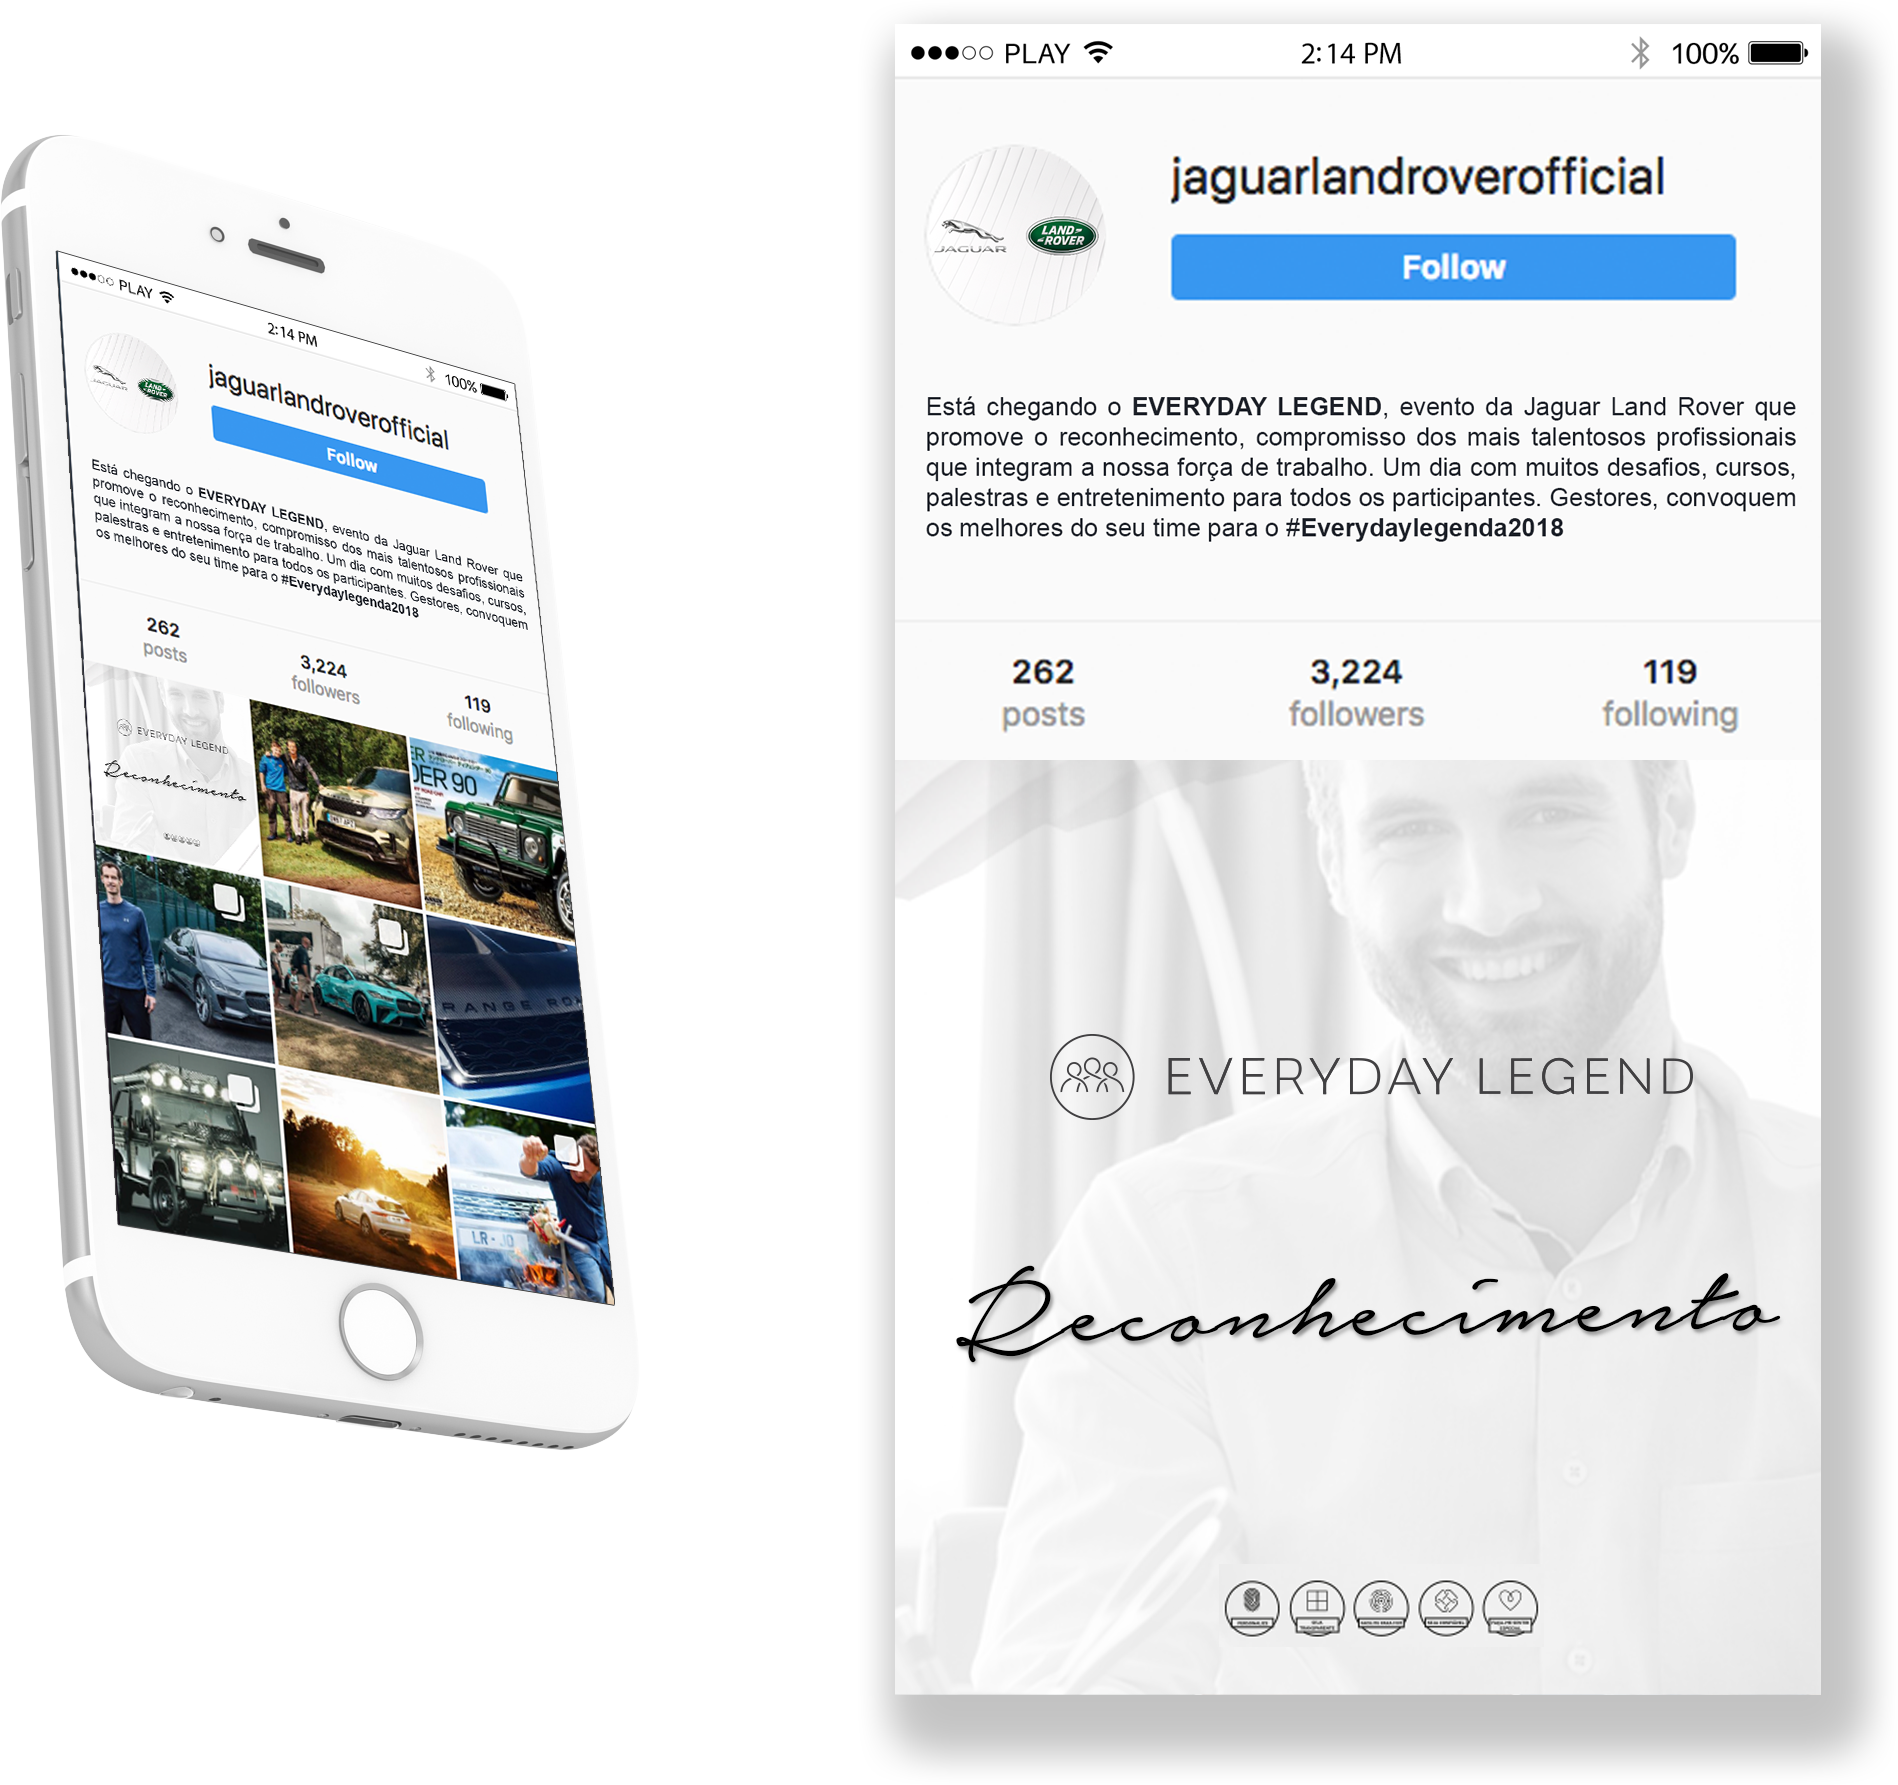 ●●●○○ PLAY 2:14 PM 100%
JAGUAR LAND ROVER
jaguarlandroverofficial
Follow
Está chegando o EVERYDAY LEGEND, evento da Jaguar Land Rover que
promove o reconhecimento, compromisso dos mais talentosos profissionais
que integram a nossa força de trabalho. Um dia com muitos desafios, cursos,
palestras e entretenimento para todos os participantes. Gestores, convoquem
os melhores do seu time para o #Everydaylegenda2018
262 posts
3,224 followers
119 following
EVERYDAY LEGEND
Reconhecimento
DER 90
RANGE RO
LR - JO
●●●○○ PLAY 2:14 PM 100%
JAGUAR LAND-ROVER
jaguarlandroverofficial
Follow
Está chegando o EVERYDAY LEGEND, evento da Jaguar Land Rover que
promove o reconhecimento, compromisso dos mais talentosos profissionais
que integram a nossa força de trabalho. Um dia com muitos desafios, cursos,
palestras e entretenimento para todos os participantes. Gestores, convoquem
os melhores do seu time para o #Everydaylegenda2018
262 3,224 119
posts followers following
EVERYDAY LEGEND
Reconhecimento